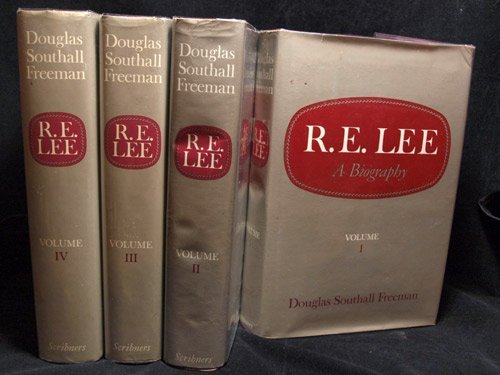 Douglas
Southall
Freeman
R.E.
LEE
VOLUME
IV
Scribners
Douglas
Southall
Freeman
R.E.
LEE
VOLUME
III
Scribners
Douglas
Southall
Freeman
R.E.
LEE
VOLUME
II
Scribners
R.E. LEE
A Biography
VOLUME
I
Douglas Southall Freeman